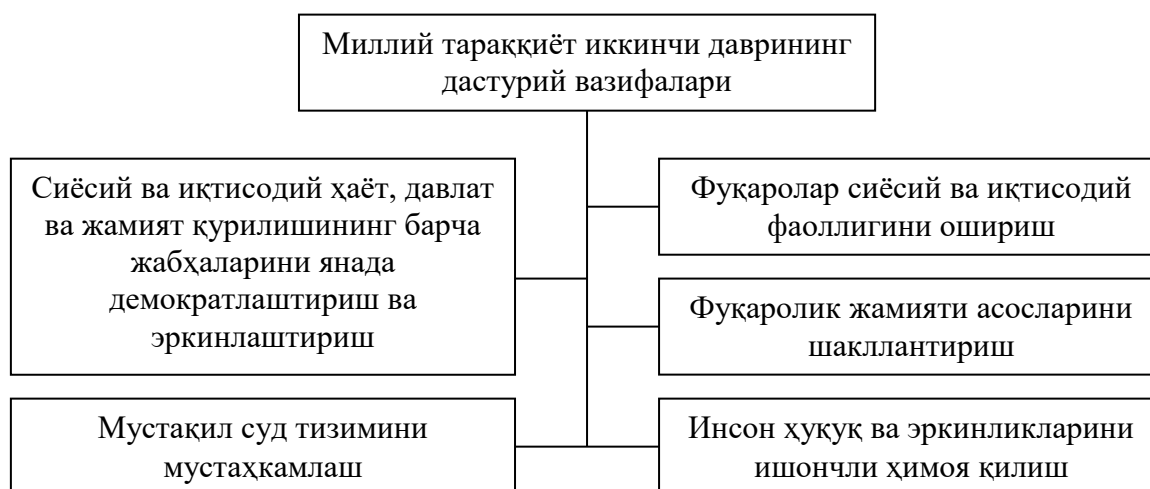 Миллий тараққиёт иккинчи даврининг
дастурий вазифалари
Сиёсий ва иқтисодий ҳаёт, давлат
ва жамият қурилишининг барча
жабҳаларини янада
демократлаштириш ва
эркинлаштириш
Фуқаролар сиёсий ва иқтисодий
фаоллигини ошириш
Фуқаролик жамияти асосларини
шакллантириш
Мустақил суд тизимини
мустаҳкамлаш
Инсон ҳуқуқ ва эркинликларини
ишончли ҳимоя қилиш